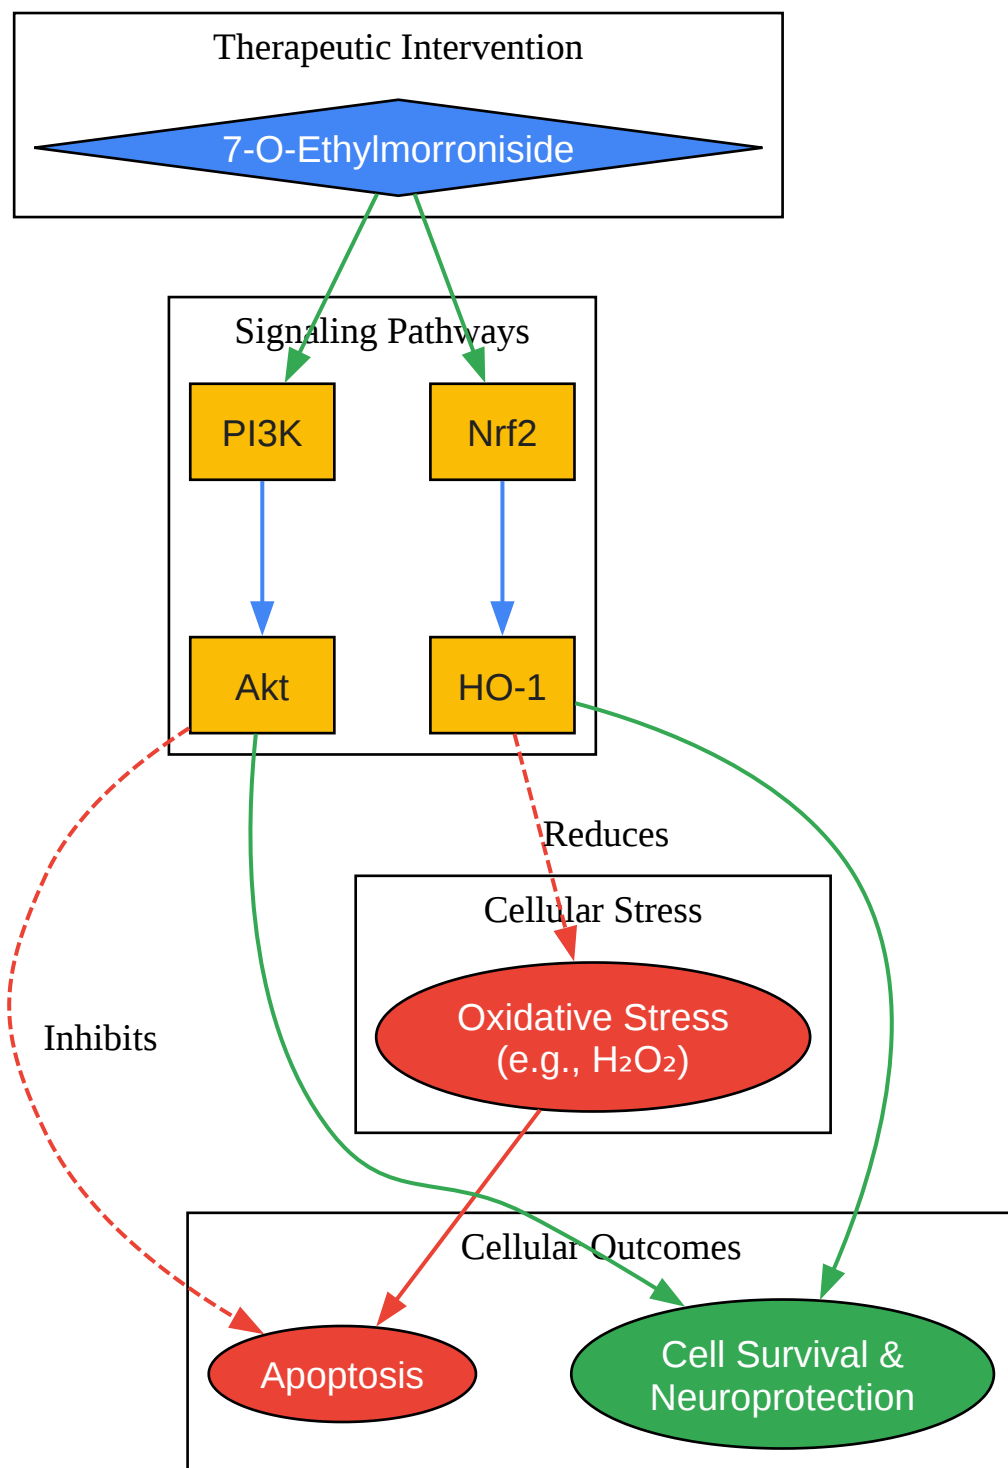 Therapeutic Intervention
7-O-Ethylmorroniside
Signaling Pathways
PI3K
Nrf2
Akt
HO-1
Reduces
Cellular Stress
Oxidative Stress
(e.g., H₂O₂)
Inhibits
Cellular Outcomes
Apoptosis
Cell Survival &
Neuroprotection